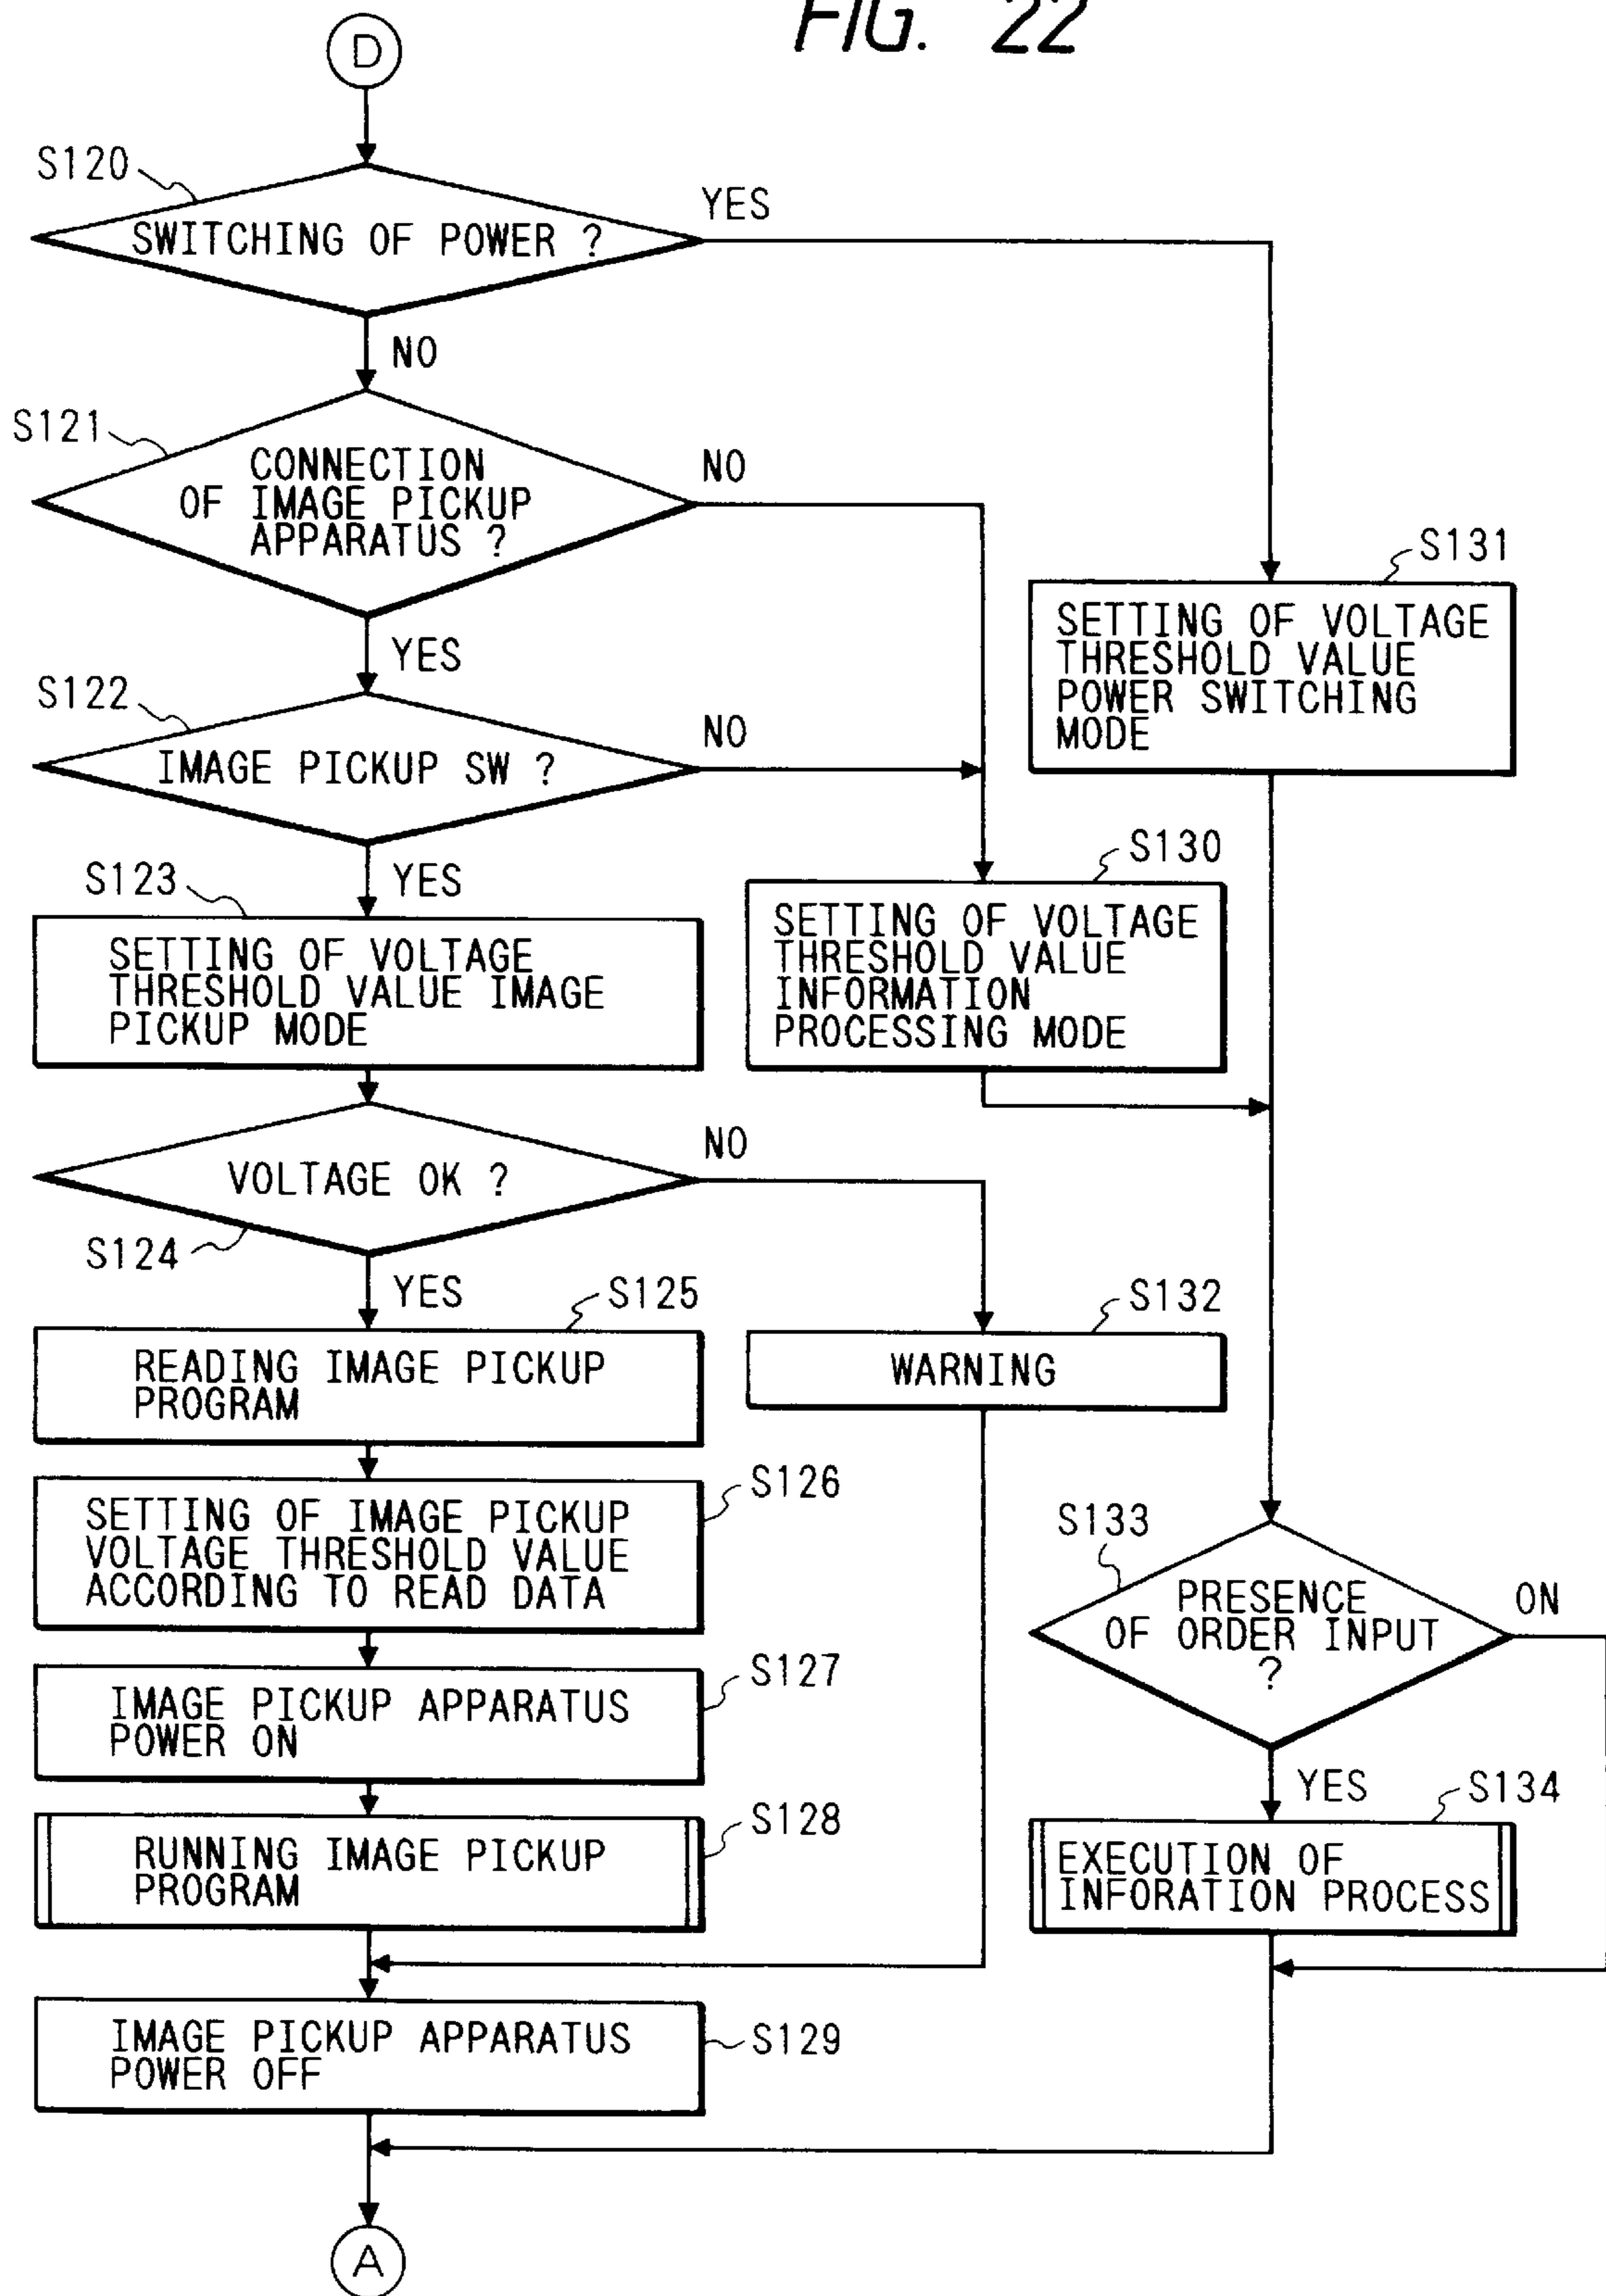 FIG. 22
D
S120
SWITCHING OF POWER ?
YES
NO
S121
CONNECTION
OF IMAGE PICKUP
APPARATUS ?
NO
YES
S131
SETTING OF VOLTAGE
THRESHOLD VALUE
POWER SWITCHING
MODE
S122
IMAGE PICKUP SW ?
NO
YES
S123
SETTING OF VOLTAGE
THRESHOLD VALUE IMAGE
PICKUP MODE
S130
SETTING OF VOLTAGE
THRESHOLD VALUE
INFORMATION
PROCESSING MODE
VOLTAGE OK ?
NO
S124
YES
S125
READING IMAGE PICKUP
PROGRAM
S132
WARNING
S126
SETTING OF IMAGE PICKUP
VOLTAGE THRESHOLD VALUE
ACCORDING TO READ DATA
S133
PRESENCE
OF ORDER INPUT
?
ON
YES
S127
IMAGE PICKUP APPARATUS
POWER ON
S128
RUNNING IMAGE PICKUP
PROGRAM
S134
EXECUTION OF
INFORATION PROCESS
S129
IMAGE PICKUP APPARATUS
POWER OFF
A